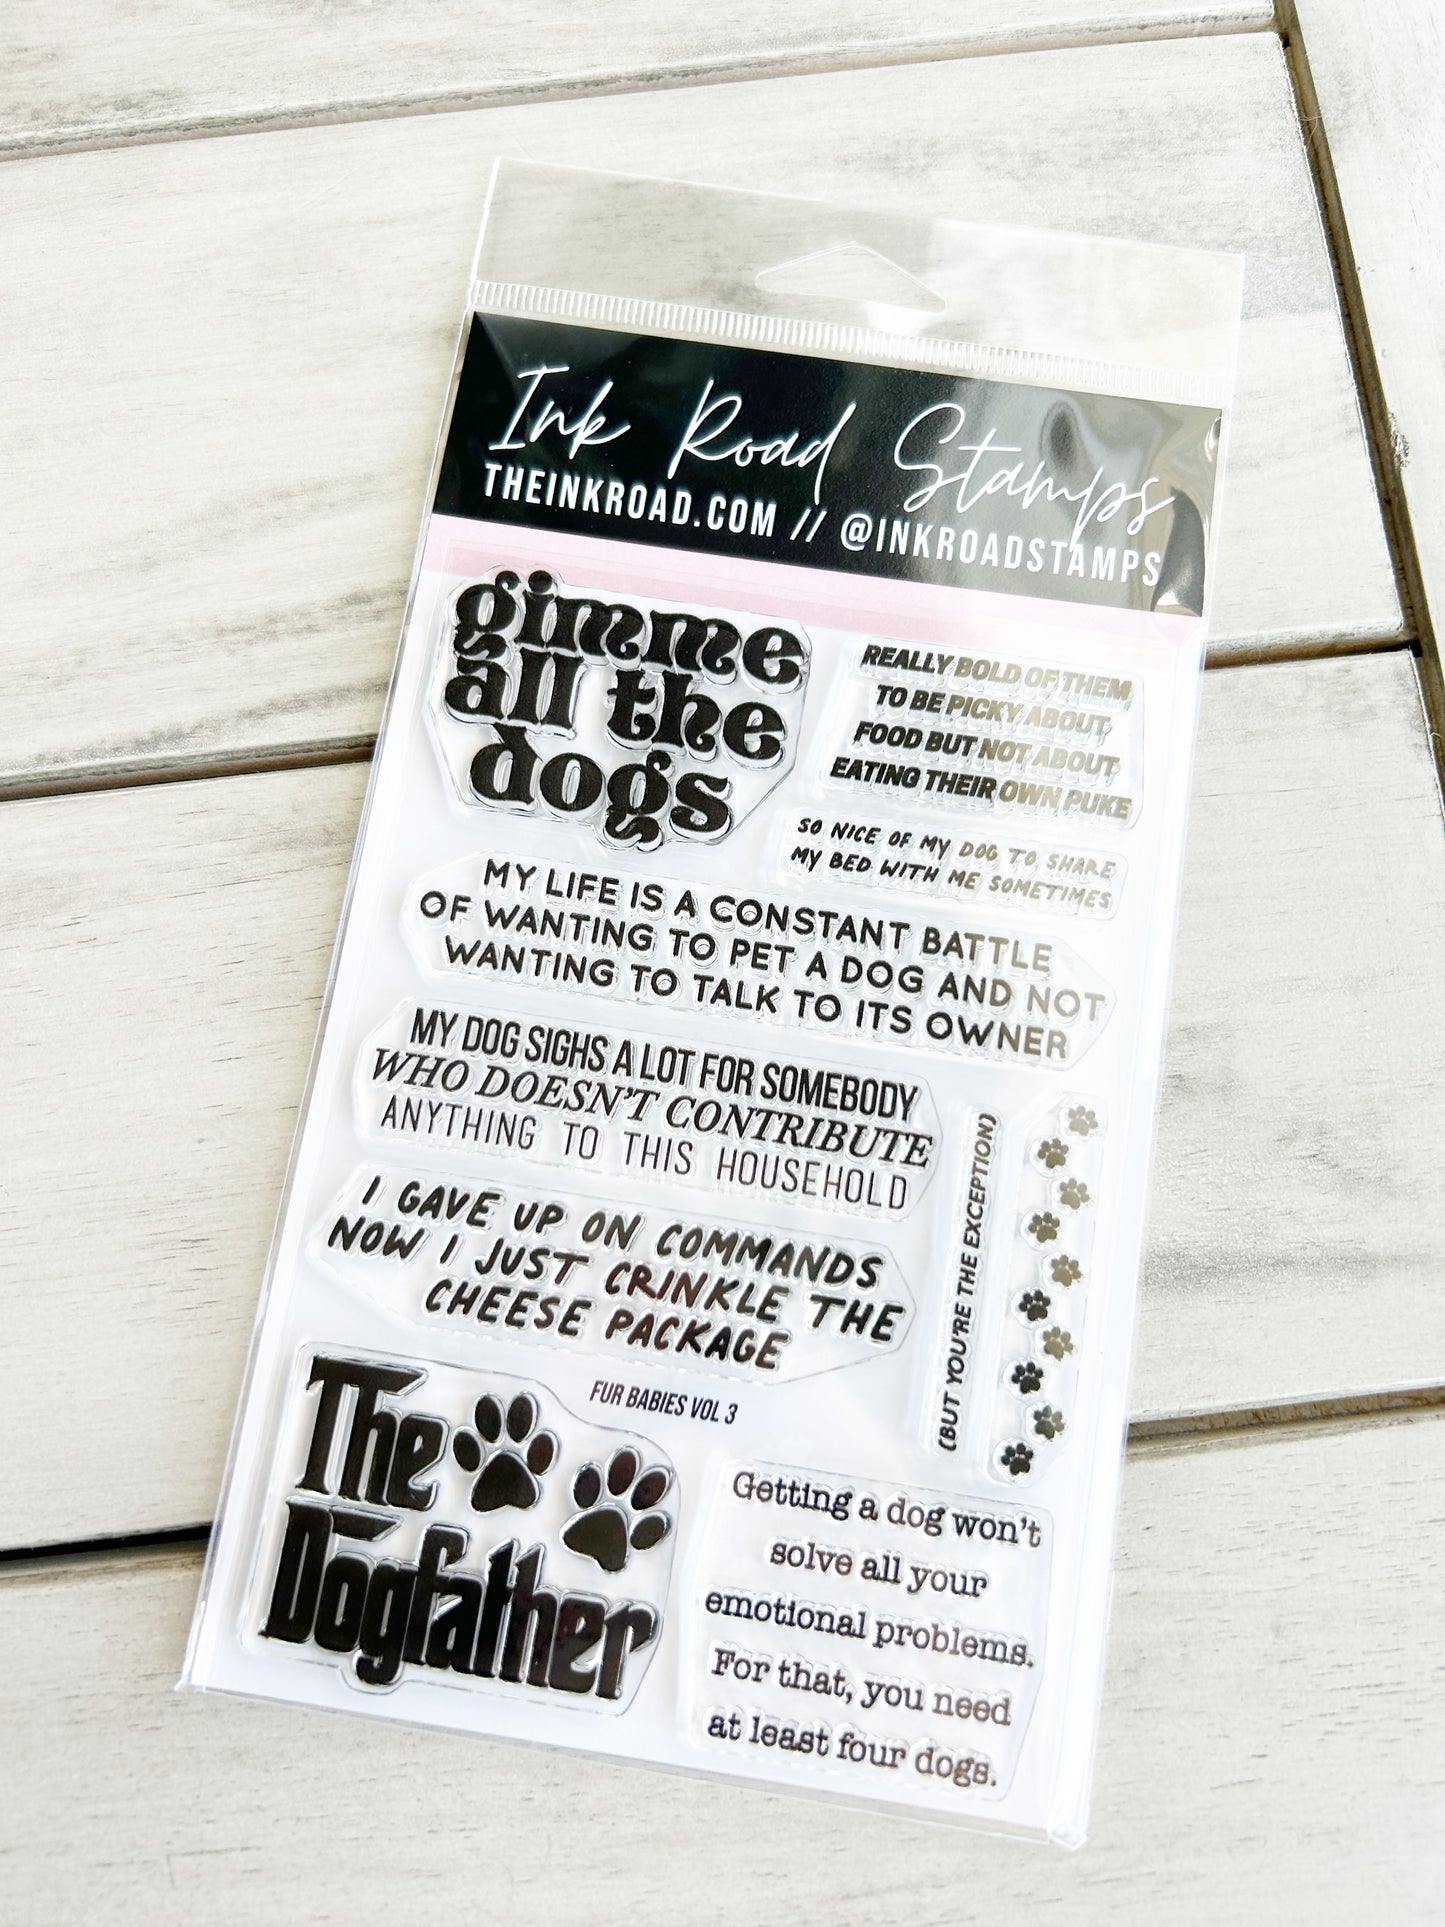 Ink Road Stamps
THEINKROAD.COM // @INKROADSTAMPS
gimme
all the
dogs
REALLY BOLD OF THEM
TO BE PICKY ABOUT
FOOD BUT NOT ABOUT
EATING THEIR OWN PUKE
SO NICE OF MY DOG TO SHARE
MY BED WITH ME SOMETIMES
MY LIFE IS A CONSTANT BATTLE
OF WANTING TO PET A DOG AND NOT
WANTING TO TALK TO ITS OWNER
MY DOG SIGHS A LOT FOR SOMEBODY
WHO DOESN'T CONTRIBUTE
ANYTHING TO THIS HOUSEHOLD
(BUT YOU'RE THE EXCEPTION)
I GAVE UP ON COMMANDS
NOW I JUST CRINKLE THE
CHEESE PACKAGE
FUR BABIES VOL 3
The
Dogfather
Getting a dog won't
solve all your
emotional problems.
For that, you need
at least four dogs.